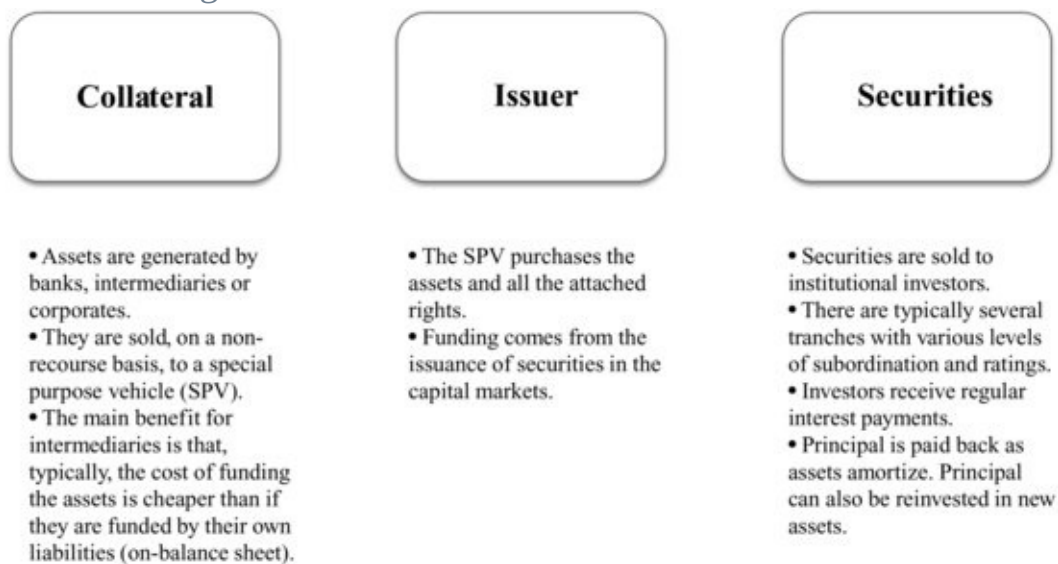 Collateral
Issuer
Securities
• Assets are generated by
banks, intermediaries or
corporates.
• They are sold, on a non-
recourse basis, to a special
purpose vehicle (SPV).
• The main benefit for
intermediaries is that,
typically, the cost of funding
the assets is cheaper than if
they are funded by their own
liabilities (on-balance sheet).
• The SPV purchases the
assets and all the attached
rights.
• Funding comes from the
issuance of securities in the
capital markets.
• Securities are sold to
institutional investors.
• There are typically several
tranches with various levels
of subordination and ratings.
• Investors receive regular
interest payments.
• Principal is paid back as
assets amortize. Principal
can also be reinvested in new
assets.